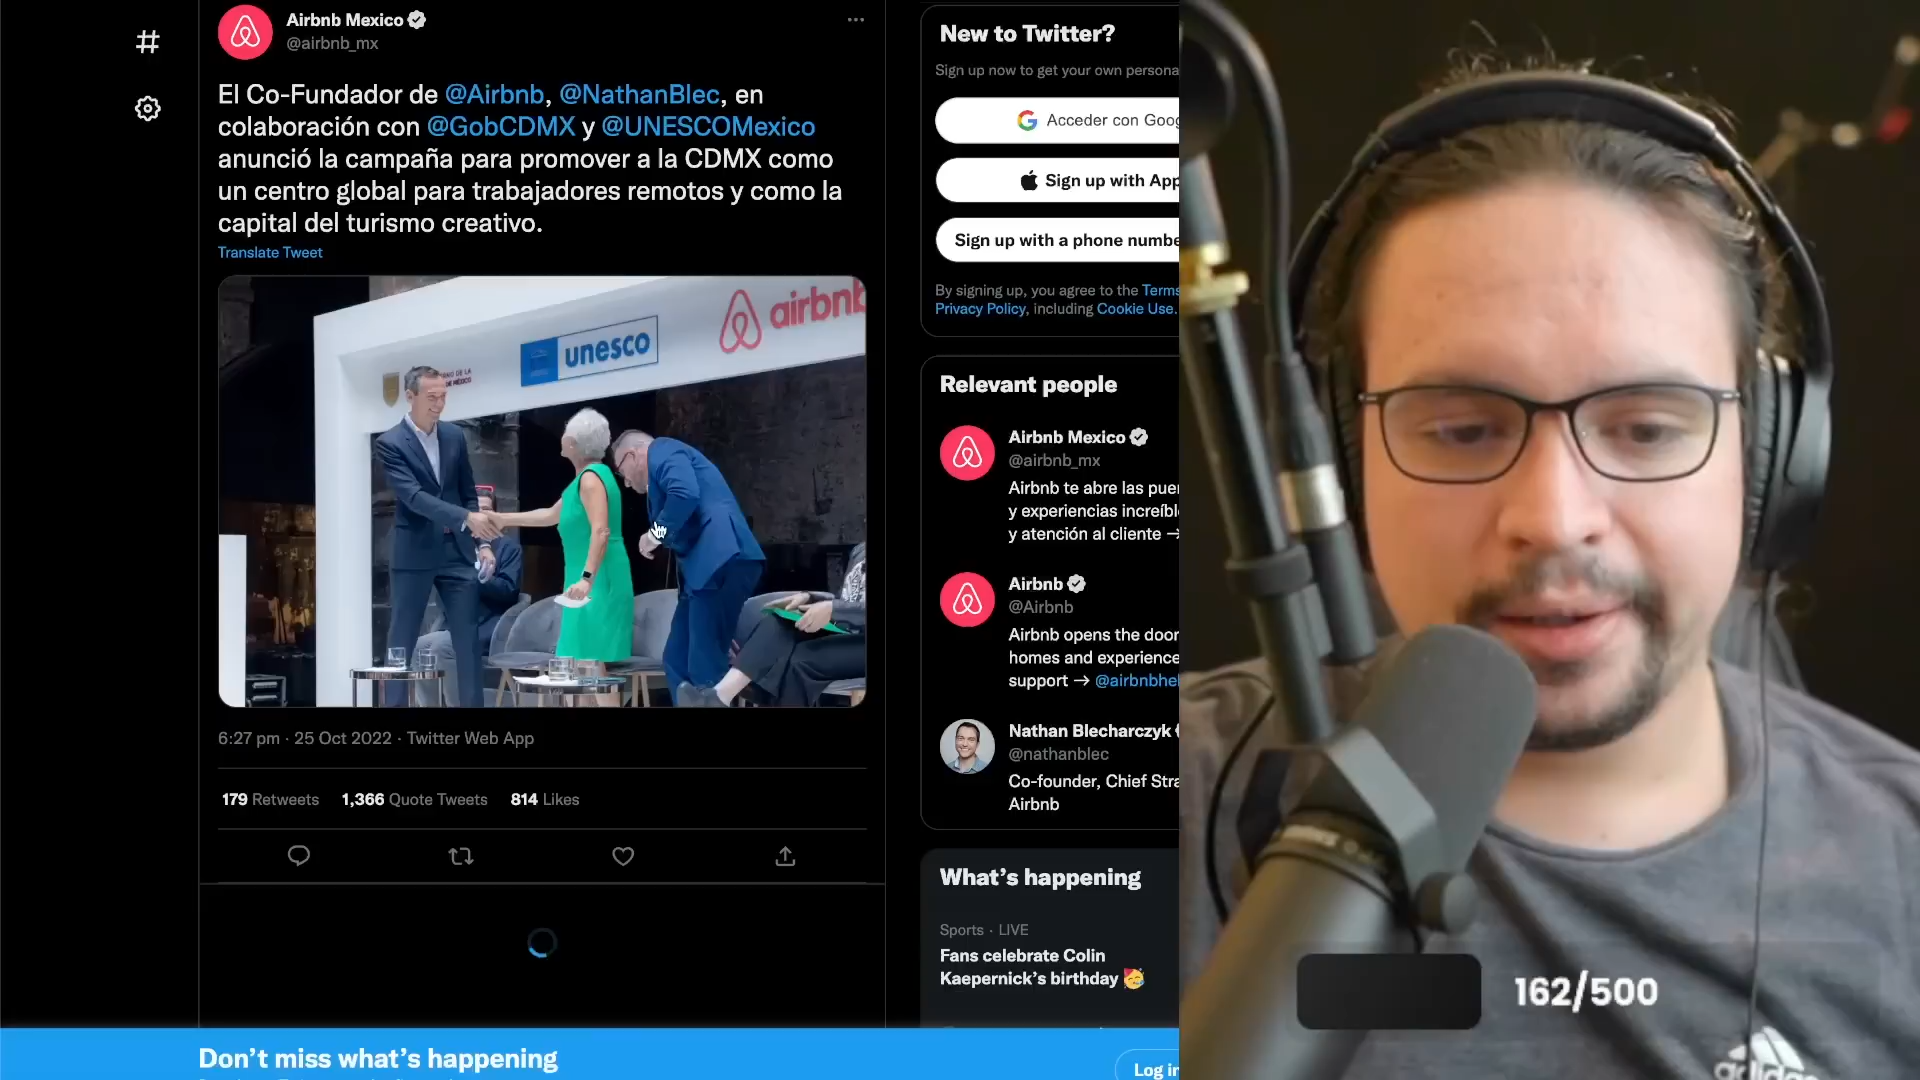 Airbnb Mexico
@airbnb_mx
El Co-Fundador de @Airbnb, @NathanBlec, en
colaboración con @GobCDMX y @UNESCOMexico
anunció la campaña para promover a la CDMX como
un centro global para trabajadores remotos y como la
capital del turismo creativo.
Translate Tweet
airbnb
unesco
DE MÉXICO
6:27 pm · 25 Oct 2022 · Twitter Web App
179 Retweets 1,366 Quote Tweets 814 Likes
Don't miss what's happening
New to Twitter?
Sign up now to get your own persona
Acceder con Goog
Sign up with App
Sign up with a phone numbe
By signing up, you agree to the Terms
Privacy Policy, including Cookie Use.
Relevant people
Airbnb Mexico
@airbnb_mx
Airbnb te abre las puer
y experiencias increíbl
y atención al cliente →
Airbnb
@Airbnb
Airbnb opens the door
homes and experience
support → @airbnbhel
Nathan Blecharczyk
@nathanblec
Co-founder, Chief Stra
Airbnb
What's happening
Sports · LIVE
Fans celebrate Colin
Kaepernick's birthday 🥳
Log in
162/500
adidas